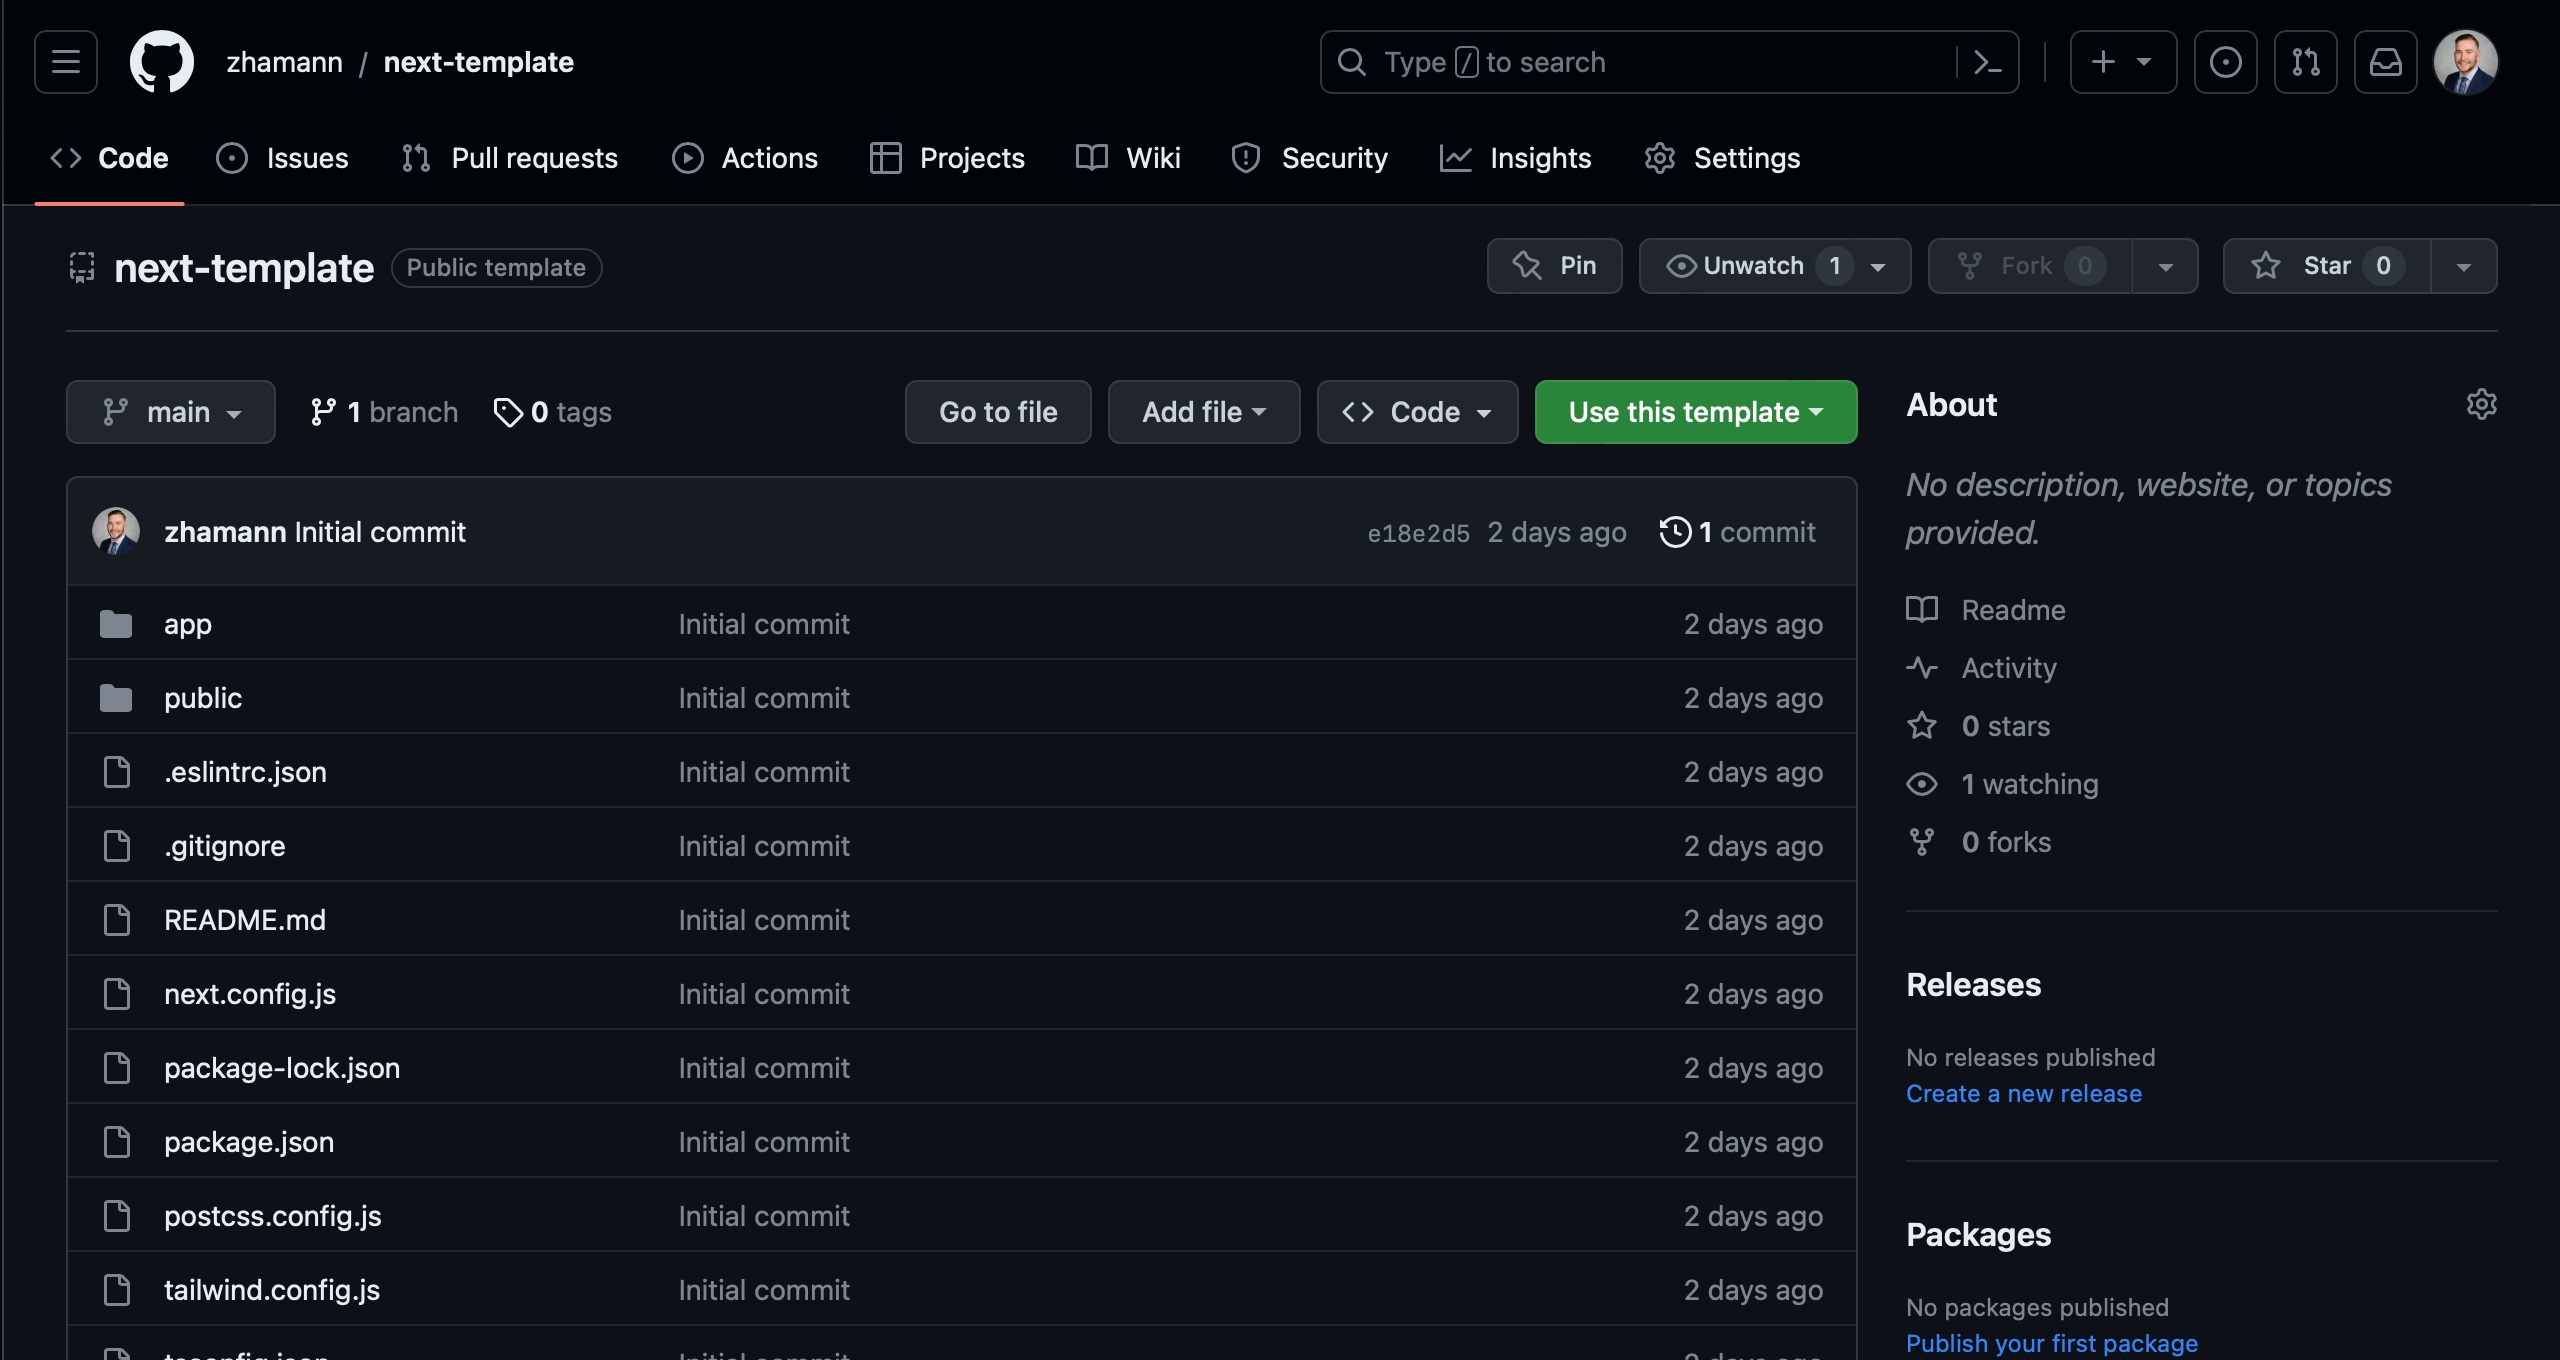 zhamann / next-template
Type / to search
Code Issues Pull requests Actions Projects Wiki Security Insights Settings
next-template Public template
Pin Unwatch 1 Fork 0 Star 0
main 1 branch 0 tags Go to file Add file Code Use this template
zhamann Initial commit e18e2d5 2 days ago 1 commit
app Initial commit 2 days ago
public Initial commit 2 days ago
.eslintrc.json Initial commit 2 days ago
.gitignore Initial commit 2 days ago
README.md Initial commit 2 days ago
next.config.js Initial commit 2 days ago
package-lock.json Initial commit 2 days ago
package.json Initial commit 2 days ago
postcss.config.js Initial commit 2 days ago
tailwind.config.js Initial commit 2 days ago
tsconfig.json Initial commit 2 days ago
About
No description, website, or topics
provided.
Readme
Activity
0 stars
1 watching
0 forks
Releases
No releases published
Create a new release
Packages
No packages published
Publish your first package